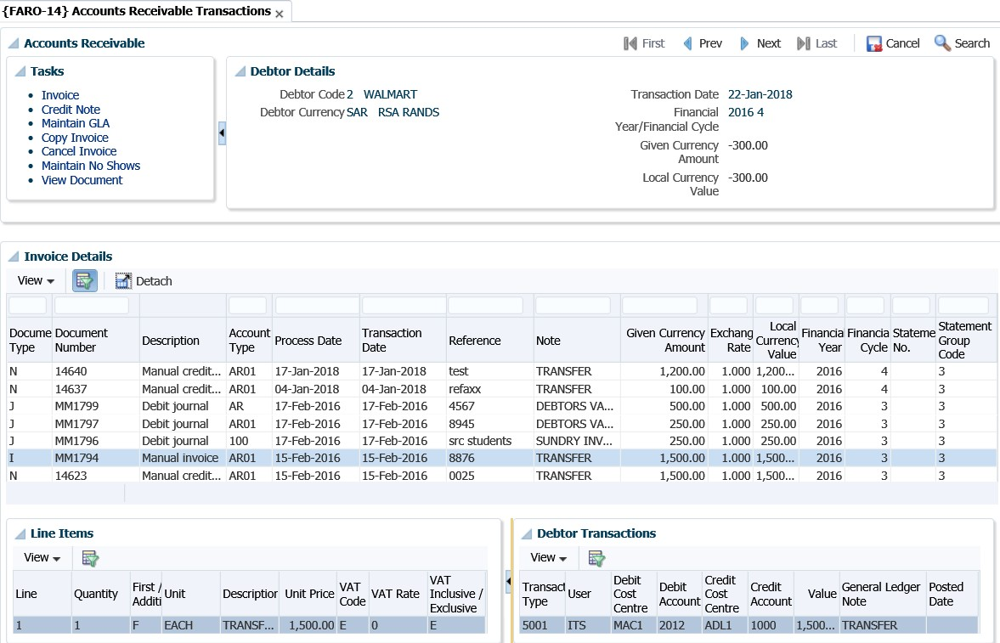 {FARO-14} Accounts Receivable Transactions
Accounts Receivable
First Prev Next Last Cancel Search
Tasks
Invoice
Credit Note
Maintain GLA
Copy Invoice
Cancel Invoice
Maintain No Shows
View Document
Debtor Details
Debtor Code 2 WALMART
Debtor Currency SAR RSA RANDS
Transaction Date 22-Jan-2018
Financial 2016 4
Year/Financial Cycle
Given Currency -300.00
Amount
Local Currency -300.00
Value
Invoice Details
View Detach
Docume Type Document Number Description Account Type Process Date Transaction Date Reference Note Given Currency Amount Exchang Rate Local Currency Value Financia Year Financia Cycle Stateme No. Statement Group Code
N 14640 Manual credit... AR01 17-Jan-2018 17-Jan-2018 test TRANSFER 1,200.00 1.000 1,200... 2016 4 3
N 14637 Manual credit... AR01 04-Jan-2018 04-Jan-2018 refaxx TRANSFER 100.00 1.000 100.00 2016 4 3
J MM1799 Debit journal AR 17-Feb-2016 17-Feb-2016 4567 DEBTORS VA... 500.00 1.000 500.00 2016 3 3
J MM1797 Debit journal AR01 17-Feb-2016 17-Feb-2016 8945 DEBTORS VA... 250.00 1.000 250.00 2016 3 3
J MM1796 Debit journal 100 17-Feb-2016 17-Feb-2016 src students SUNDRY INV... 250.00 1.000 250.00 2016 3 3
I MM1794 Manual invoice AR01 15-Feb-2016 15-Feb-2016 8876 TRANSFER 1,500.00 1.000 1,500... 2016 3 3
N 14623 Manual credit... AR01 15-Feb-2016 15-Feb-2016 0025 TRANSFER 1,500.00 1.000 1,500... 2016 3 3
Line Items
View
Line Quantity First / Additi Unit Description Unit Price VAT Code VAT Rate VAT Inclusive / Exclusive
1 1 F EACH TRANSF... 1,500.00 E 0 E
Debtor Transactions
View
Transact Type User Debit Cost Centre Debit Account Credit Cost Centre Credit Account Value General Ledger Note Posted Date
5001 ITS MAC1 2012 ADL1 1000 1,500... TRANSFER